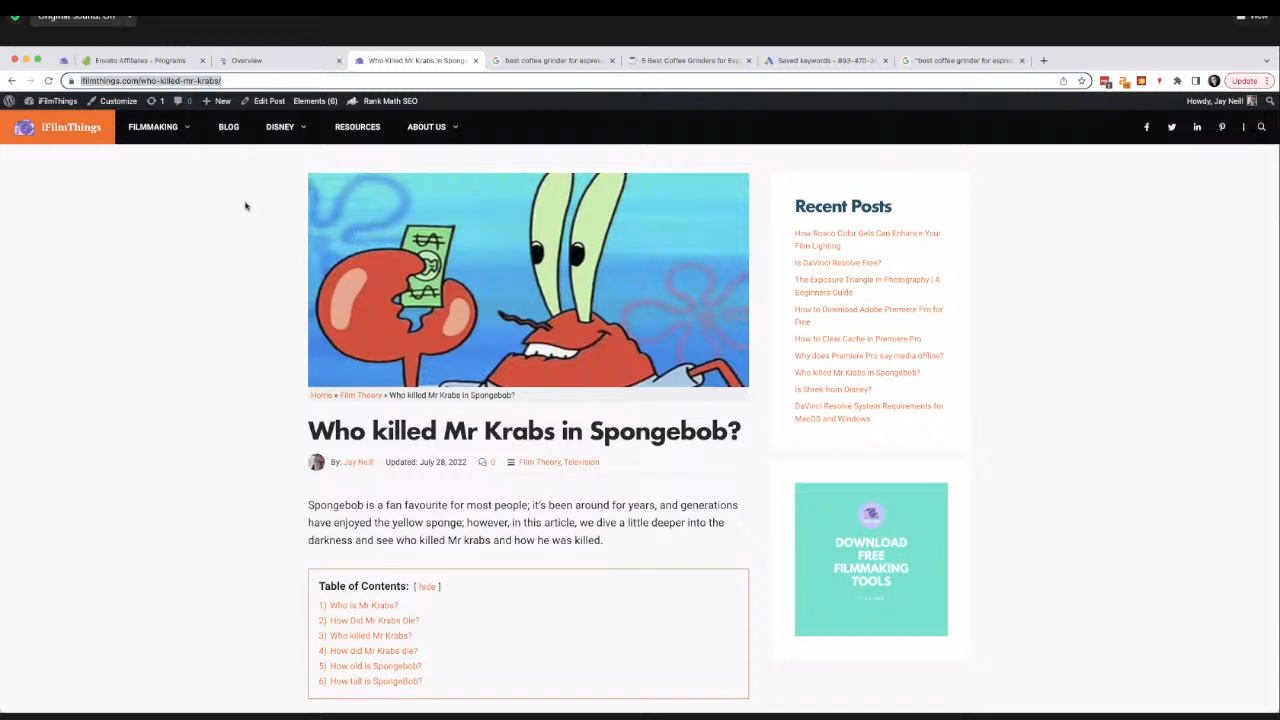 Original Sound: On
View
Envato Affiliates - Programs
Overview
Who Killed Mr Krabs in Spong
best coffee grinder for espres
5 Best Coffee Grinders for Esp
Saved keywords - 893-470-3
"best coffee grinder for espre
ifilmthings.com/who-killed-mr-krabs/
Update
iFilmThings
Customize
1
0
New
Edit Post
Elements (6)
Rank Math SEO
Howdy, Jay Neill
iFilmThings
FILMMAKING
BLOG
DISNEY
RESOURCES
ABOUT US
Home » Film Theory » Who killed Mr Krabs in Spongebob?
Who killed Mr Krabs in Spongebob?
By: Jay Neill Updated: July 28, 2022 0 Film Theory, Television
Spongebob is a fan favourite for most people; it's been around for years, and generations
have enjoyed the yellow sponge; however, in this article, we dive a little deeper into the
darkness and see who killed Mr krabs and how he was killed.
Table of Contents: [ hide ]
1) Who is Mr Krabs?
2) How Did Mr Krabs Die?
3) Who killed Mr Krabs?
4) How did Mr Krabs die?
5) How old is Spongebob?
6) How tall is SpongeBob?
Recent Posts
How Rosco Color Gels Can Enhance Your
Film Lighting
Is DaVinci Resolve Free?
The Exposure Triangle in Photography | A
Beginners Guide
How to Download Adobe Premiere Pro for
Free
How to Clear Cache in Premiere Pro
Why does Premiere Pro say media offline?
Who killed Mr Krabs in Spongebob?
Is Shrek from Disney?
DaVinci Resolve System Requirements for
MacOS and Windows
DOWNLOAD
FREE
FILMMAKING
TOOLS